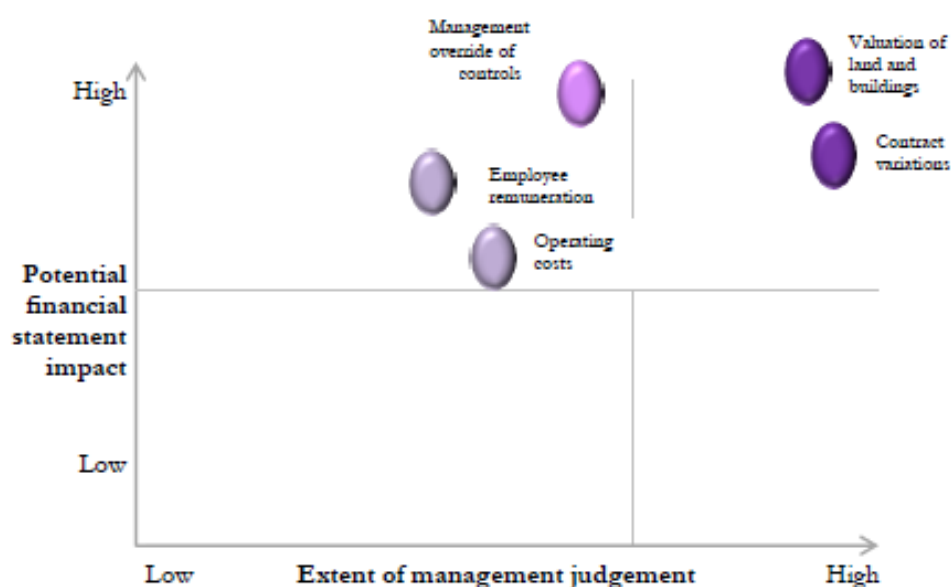 Management
override of
controls
Valuation of
land and
buildings
High
Contract
variations
Employee
remuneration
Operating
costs
Potential
financial
statement
impact
Low
Low
Extent of management judgement
High